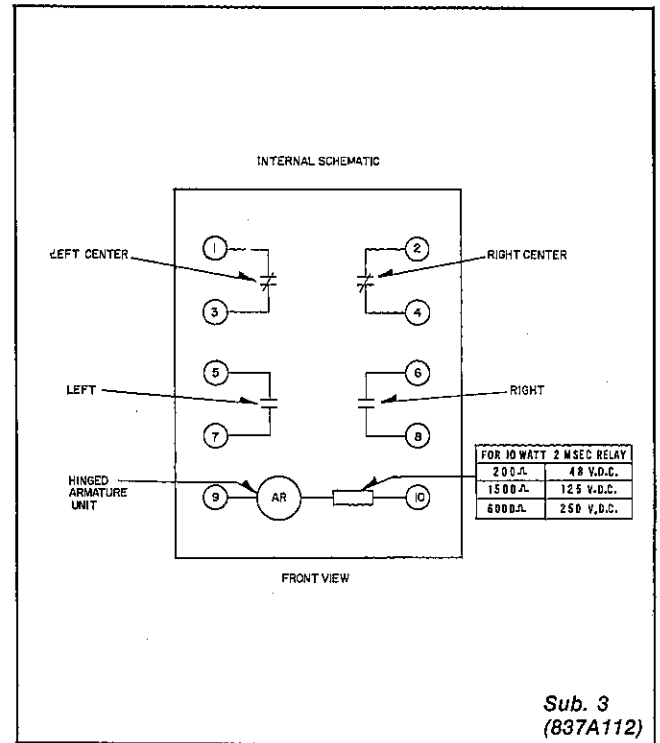 INTERNAL SCHEMATIC
1 2
LEFT CENTER RIGHT CENTER
3 4
5 6
LEFT RIGHT
7 8
FOR 10 WATT 2 MSEC RELAY
200Ω 48 V.D.C.
1500Ω 125 V.D.C.
6000Ω 250 V.D.C.
HINGED
ARMATURE
UNIT
9 AR 10
FRONT VIEW
Sub. 3
(837A112)